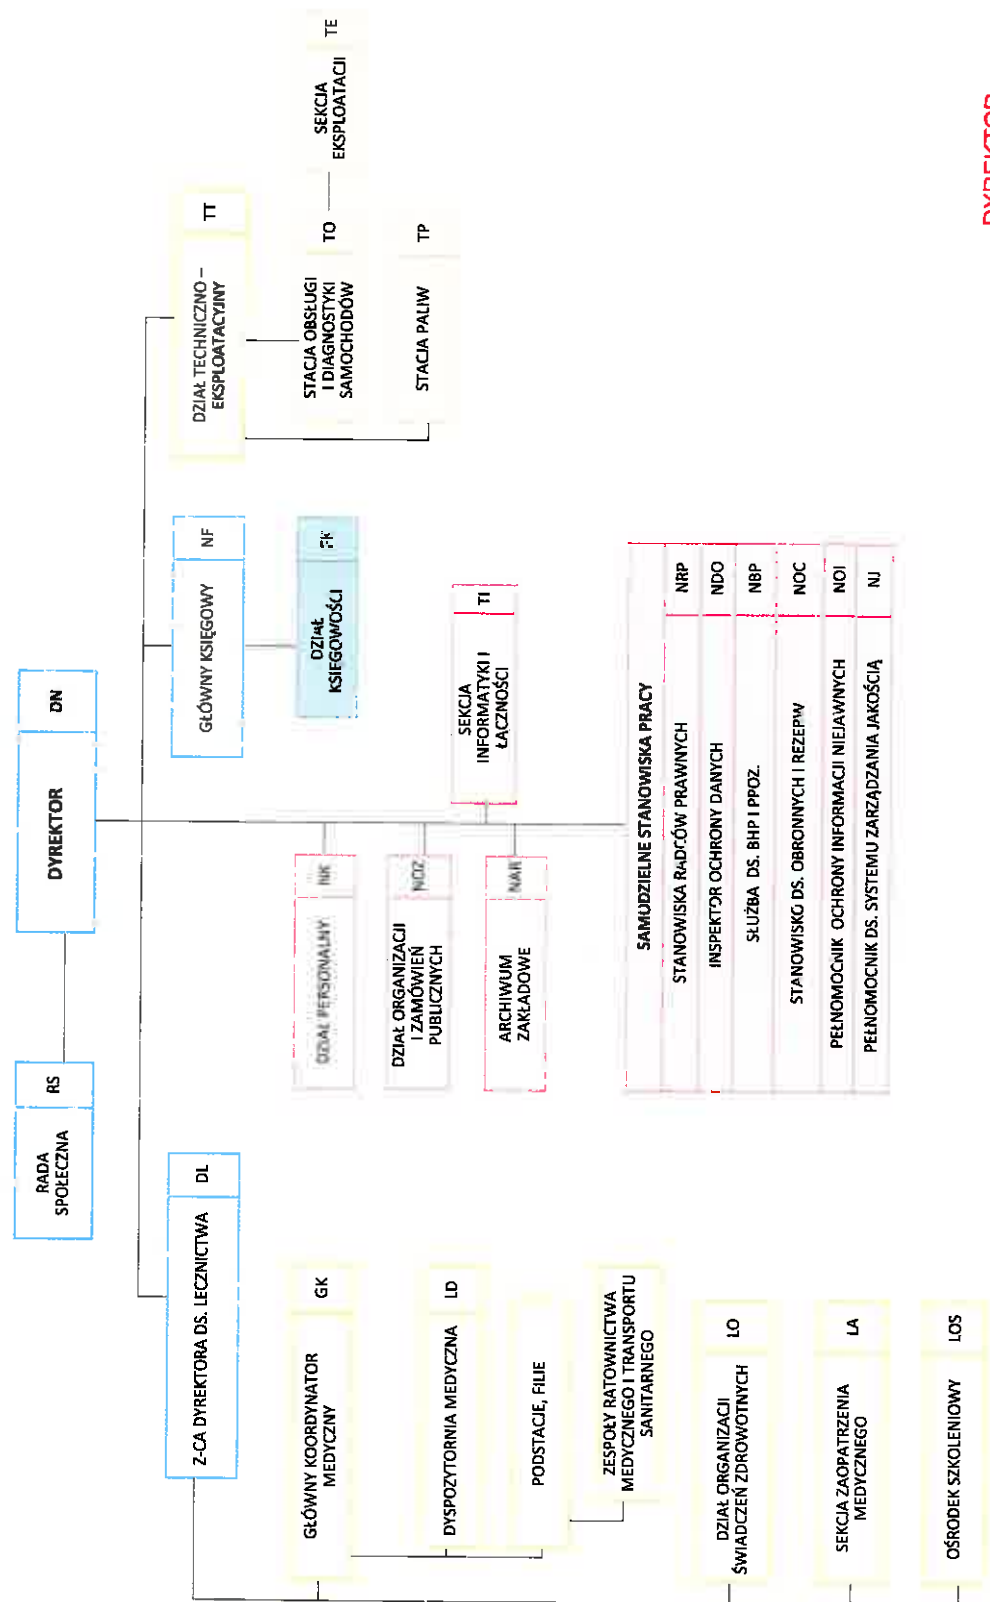 RADA
SPOŁECZNA
RS
DYREKTOR
DN
Z-CA DYREKTORA DS. LECZNICTWA
DL
GŁÓWNY KSIĘGOWY
NF
DZIAŁ TECHNICZNO –
EKSPLOATACYJNY
TT
GŁÓWNY KOORDYNATOR
MEDYCZNY
GK
DZIAŁ PERSONALNY
NK
DZIAŁ
KSIĘGOWOŚCI
FK
STACJA OBSŁUGI
I DIAGNOSTYKI
SAMOCHODÓW
TO
SEKCJA
EKSPLOATACJI
TE
DYSPOZYTORNIA MEDYCZNA
LD
DZIAŁ ORGANIZACJI
I ZAMÓWIEŃ
PUBLICZNYCH
NOZ
SEKCJA
INFORMATYKI I
ŁĄCZNOŚCI
TI
STACJA PALIW
TP
PODSTACJE, FILIE
ARCHIWUM
ZAKŁADOWE
NAR
ZESPOŁY RATOWNICTWA
MEDYCZNEGO I TRANSPORTU
SANITARNEGO
SAMODZIELNE STANOWISKA PRACY
STANOWISKA RADCÓW PRAWNYCH
NRP
INSPEKTOR OCHRONY DANYCH
NDO
SŁUŻBA DS. BHP I PPOZ.
NBP
STANOWISKO DS. OBRONNYCH I REZERW
NOC
PEŁNOMOCNIK OCHRONY INFORMACJI NIEJAWNYCH
NOI
PEŁNOMOCNIK DS. SYSTEMU ZARZĄDZANIA JAKOŚCIĄ
NJ
DZIAŁ ORGANIZACJI
ŚWIADCZEŃ ZDROWOTNYCH
LO
SEKCJA ZAOPATRZENIA
MEDYCZNEGO
LA
OŚRODEK SZKOLENIOWY
LOS
DYREKTOR